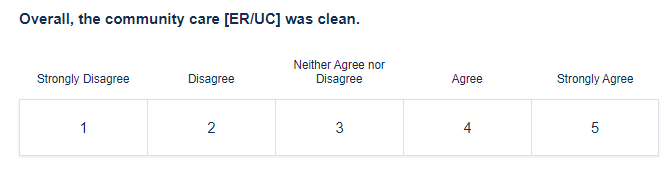 Overall, the community care [ER/UC] was clean.
Strongly Disagree
Disagree
Neither Agree nor
Disagree
Agree
Strongly Agree
1
2
3
4
5